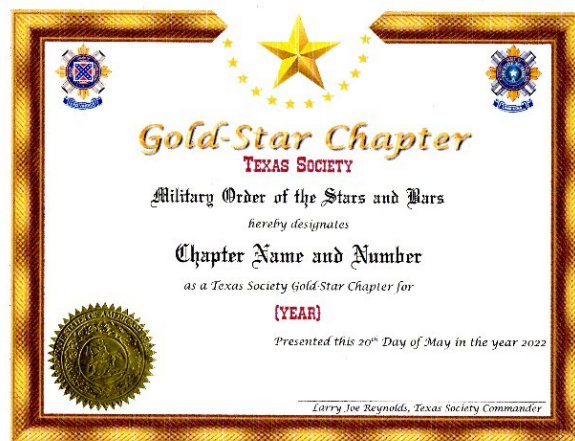 Gold-Star Chapter
TEXAS SOCIETY
Military Order of the Stars and Bars
hereby designates
Chapter Name and Number
as a Texas Society Gold-Star Chapter for
(YEAR)
Presented this 20th Day of May in the year 2022
Larry Joe Reynolds, Texas Society Commander